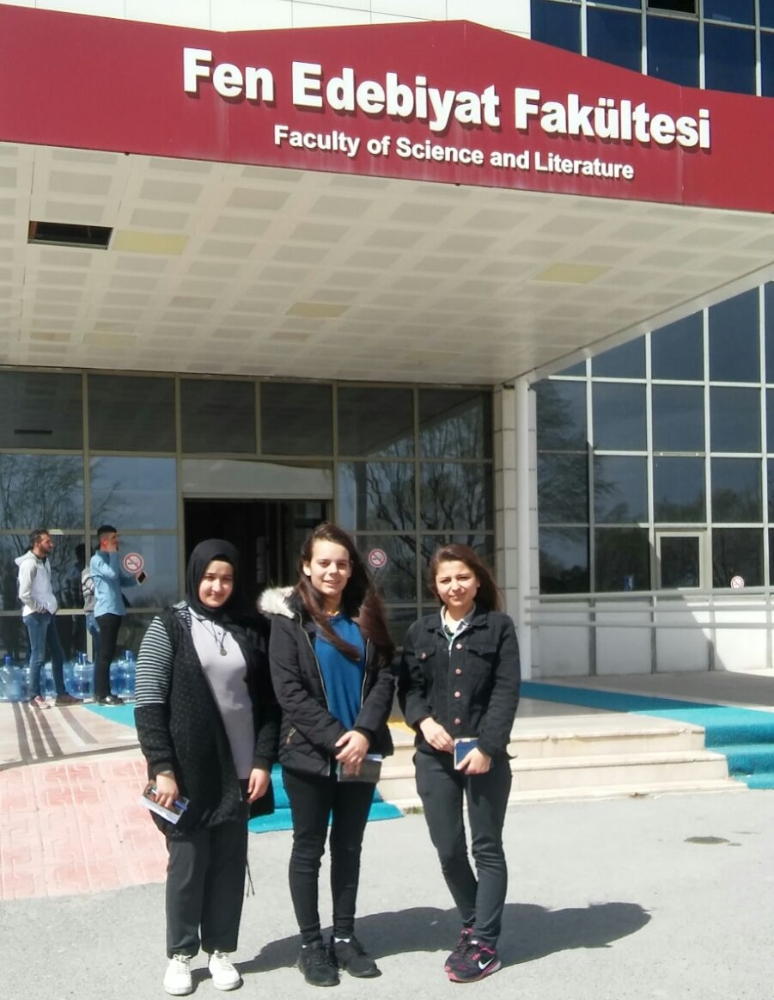 Fen Edebiyat Fakültesi
Faculty of Science and Literature